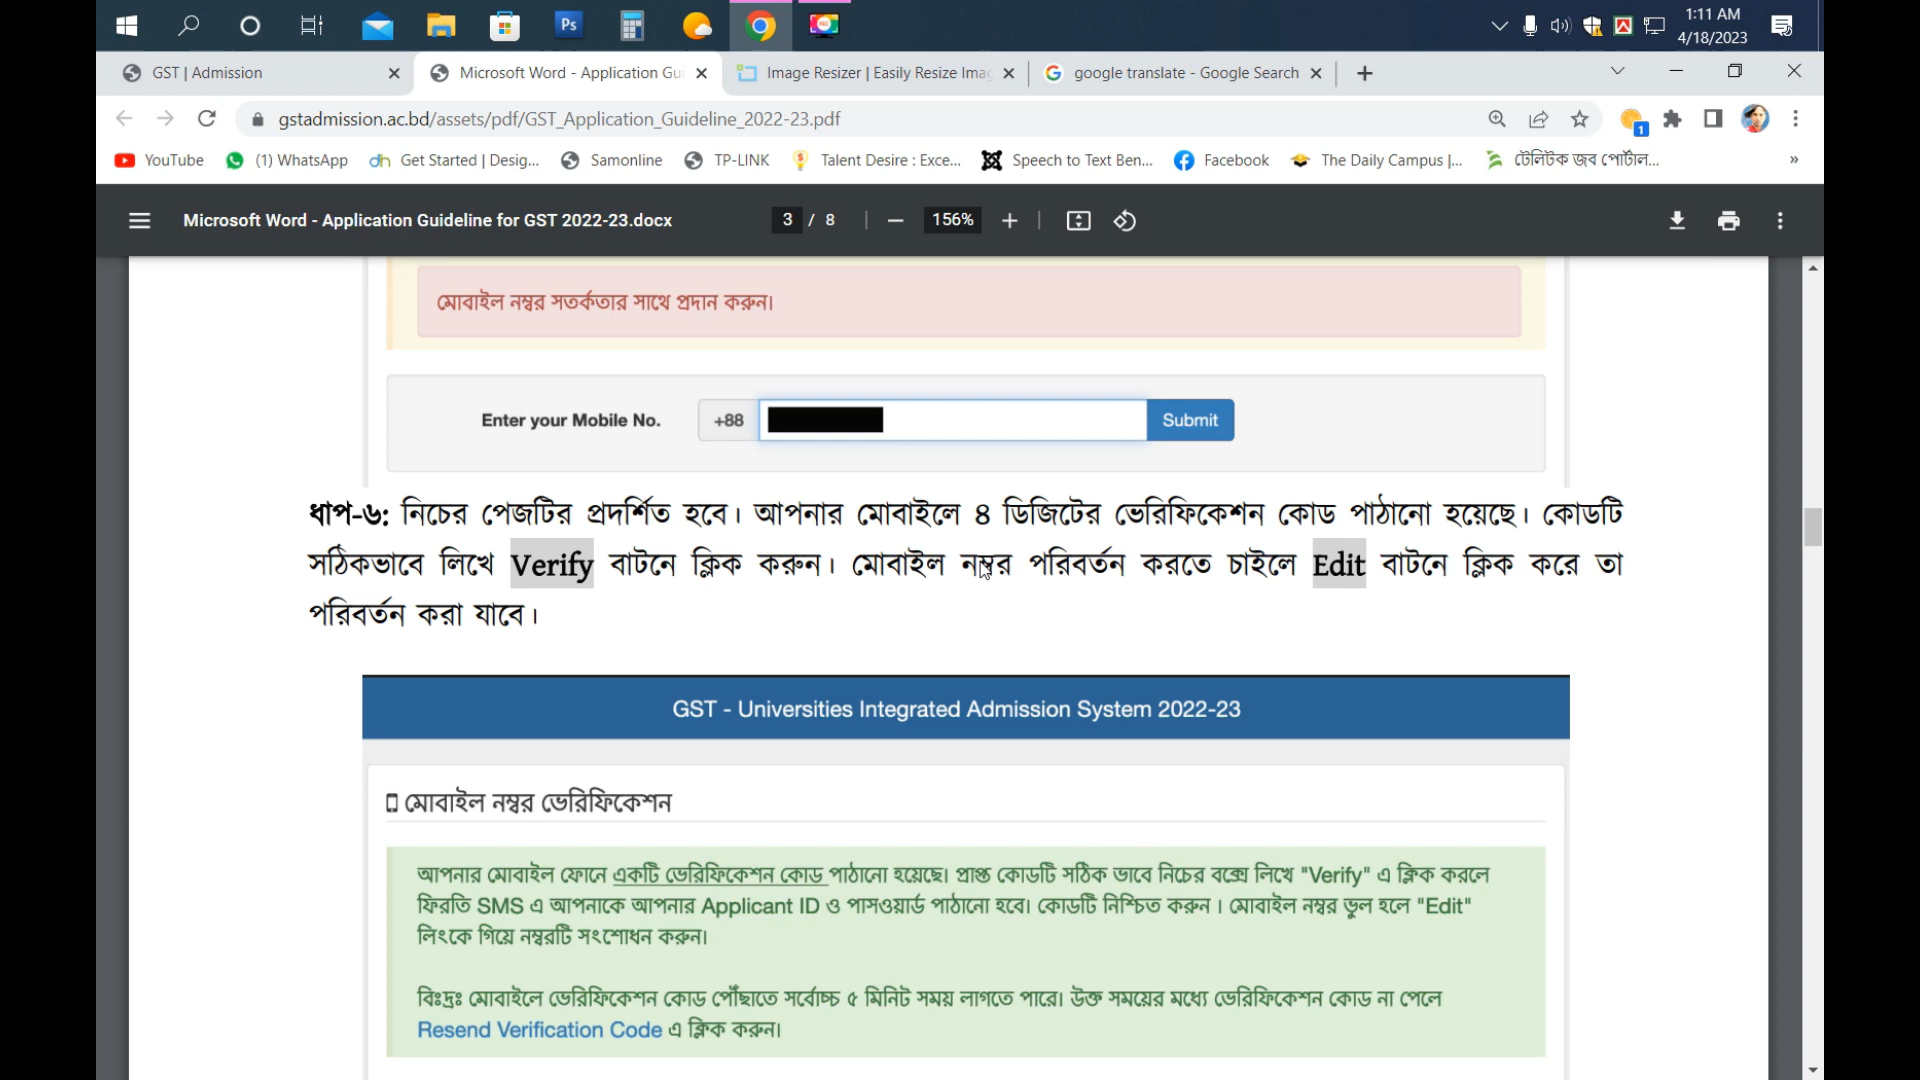 1:11 AM
4/18/2023
GST | Admission
Microsoft Word - Application Gu
Image Resizer | Easily Resize Imag
google translate - Google Search
gstadmission.ac.bd/assets/pdf/GST_Application_Guideline_2022-23.pdf
1
YouTube
(1) WhatsApp
Get Started | Desig...
Samonline
TP-LINK
Talent Desire : Exce...
Speech to Text Ben...
Facebook
The Daily Campus |...
টেলিটক জব পোর্টাল...
Microsoft Word - Application Guideline for GST 2022-23.docx
3 / 8
156%
মোবাইল নম্বর সতর্কতার সাথে প্রদান করুন।
Enter your Mobile No.
+88
Submit
ধাপ-৬: নিচের পেজটির প্রদর্শিত হবে। আপনার মোবাইলে ৪ ডিজিটের ভেরিফিকেশন কোড পাঠানো হয়েছে। কোডটি
সঠিকভাবে লিখে Verify বাটনে ক্লিক করুন। মোবাইল নম্বর পরিবর্তন করতে চাইলে Edit বাটনে ক্লিক করে তা
পরিবর্তন করা যাবে।
GST - Universities Integrated Admission System 2022-23
মোবাইল নম্বর ভেরিফিকেশন
আপনার মোবাইল ফোনে একটি ভেরিফিকেশন কোড পাঠানো হয়েছে। প্রাপ্ত কোডটি সঠিক ভাবে নিচের বক্সে লিখে "Verify" এ ক্লিক করলে
ফিরতি SMS এ আপনাকে আপনার Applicant ID ও পাসওয়ার্ড পাঠানো হবে। কোডটি নিশ্চিত করুন । মোবাইল নম্বর ভুল হলে "Edit"
লিংকে গিয়ে নম্বরটি সংশোধন করুন।
বিঃদ্রঃ মোবাইলে ভেরিফিকেশন কোড পৌঁছাতে সর্বোচ্চ ৫ মিনিট সময় লাগতে পারে। উক্ত সময়ের মধ্যে ভেরিফিকেশন কোড না পেলে
Resend Verification Code এ ক্লিক করুন।